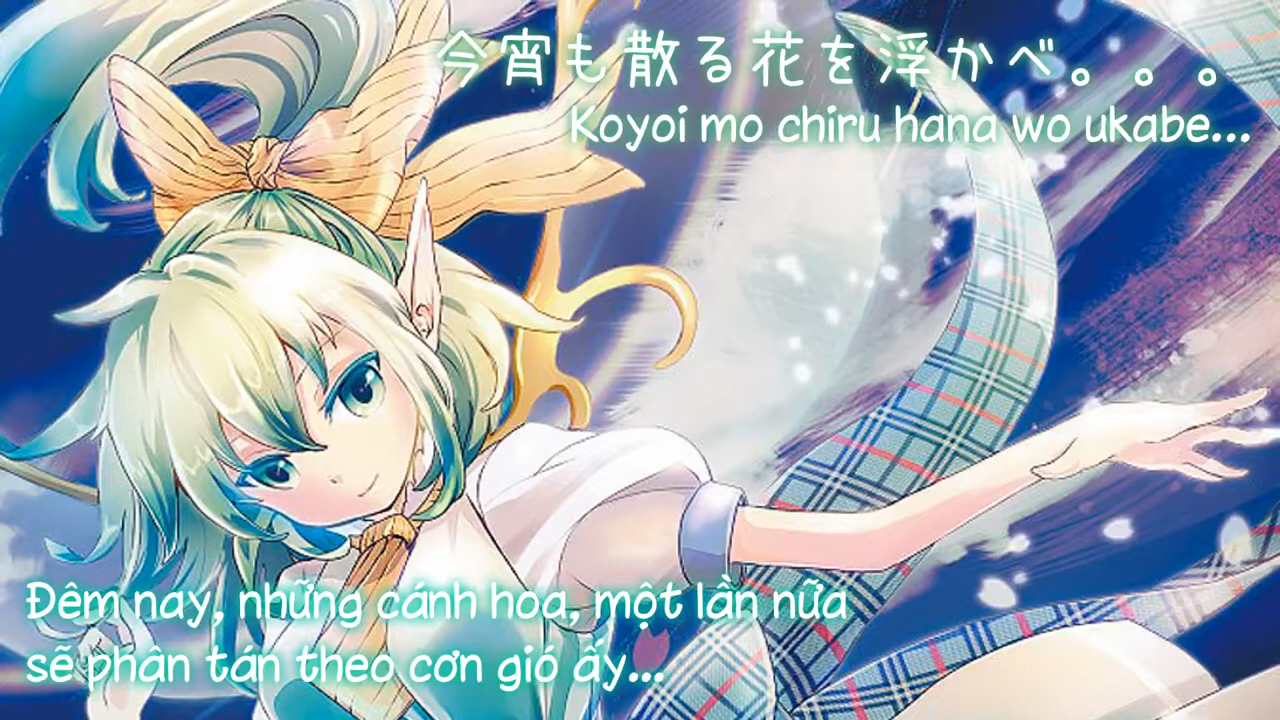 今宵も散る花を浮かべ。。。
Koyoi mo chiru hana wo ukabe...
Đêm nay, những cánh hoa, một lần nữa
sẽ phân tán theo cơn gió ấy...